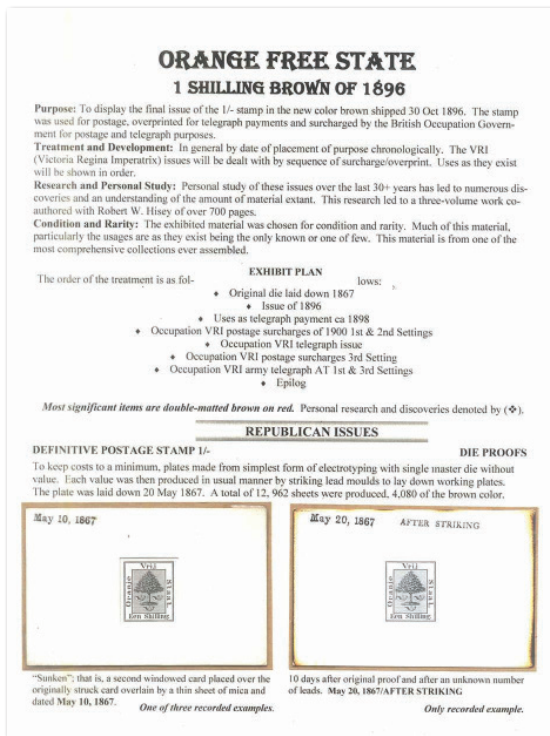 ORANGE FREE STATE
1 SHILLING BROWN OF 1896
Purpose: To display the final issue of the 1/- stamp in the new color brown shipped 30 Oct 1896. The stamp
was used for postage, overprinted for telegraph payments and surcharged by the British Occupation Govern-
ment for postage and telegraph purposes.
Treatment and Development: In general by date of placement of purpose chronologically. The VRI
(Victoria Regina Imperatrix) issues will be dealt with by sequence of surcharge/overprint. Uses as they exist
will be shown in order.
Research and Personal Study: Personal study of these issues over the last 30+ years has led to numerous dis-
coveries and an understanding of the amount of material extant. This research led to a three-volume work co-
authored with Robert W. Hisey of over 700 pages.
Condition and Rarity: The exhibited material was chosen for condition and rarity. Much of this material,
particularly the usages are as they exist being the only known or one of few. This material is from one of the
most comprehensive collections ever assembled.
EXHIBIT PLAN
The order of the treatment is as fol- lows:
♦ Original die laid down 1867
♦ Issue of 1896
♦ Uses as telegraph payment ca 1898
♦ Occupation VRI postage surcharges of 1900 1st & 2nd Settings
♦ Occupation VRI telegraph issue
♦ Occupation VRI postage surcharges 3rd Setting
♦ Occupation VRI army telegraph AT 1st & 3rd Settings
♦ Epilog
Most significant items are double-matted brown on red. Personal research and discoveries denoted by (❖).
REPUBLICAN ISSUES
DEFINITIVE POSTAGE STAMP 1/- DIE PROOFS
To keep costs to a minimum, plates made from simplest form of electrotyping with single master die without
value. Each value was then produced in usual manner by striking lead moulds to lay down working plates.
The plate was laid down 20 May 1867. A total of 12, 962 sheets were produced, 4,080 of the brown color.
May 10, 1867
Vrij
Oranje
Staat
Een Shilling
May 20, 1867 AFTER STRIKING
Vrij
Oranje
Staat
Een Shilling
"Sunken"; that is, a second windowed card placed over the
originally struck card overlain by a thin sheet of mica and
dated May 10, 1867.
One of three recorded examples.
10 days after original proof and after an unknown number
of leads. May 20, 1867/AFTER STRIKING
Only recorded example.